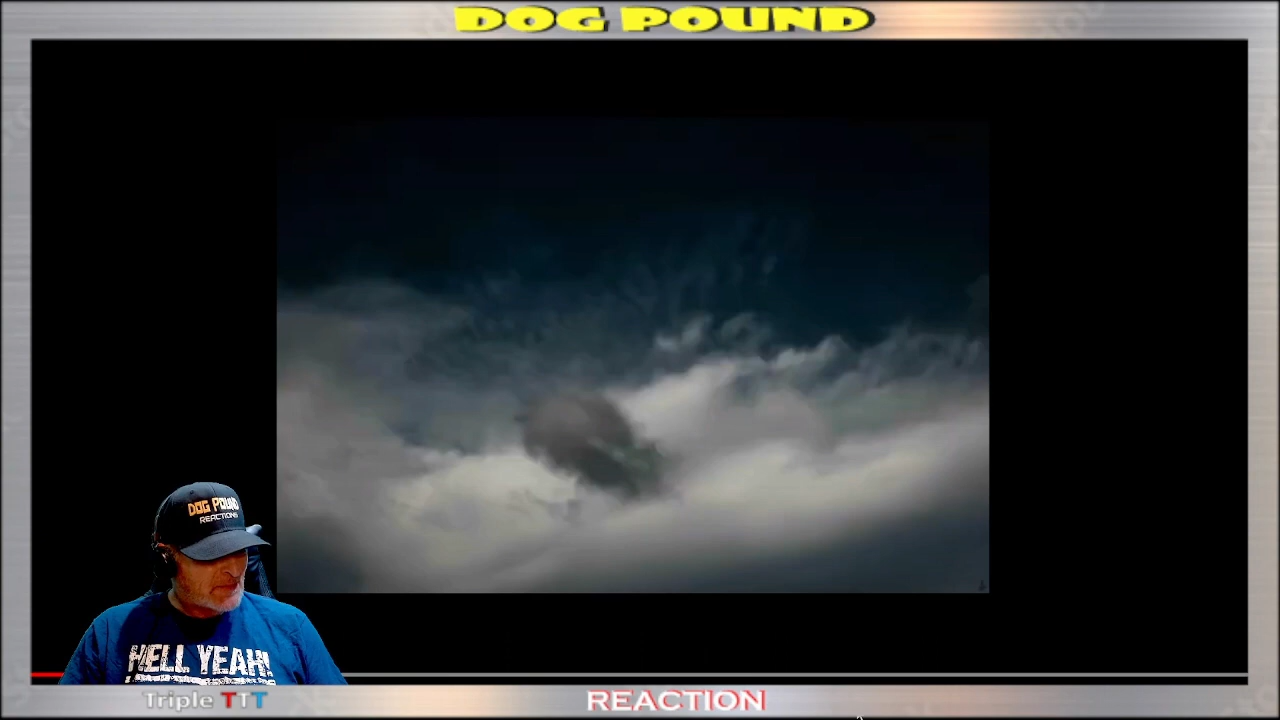 DOG POUND
DOG POUND
REACTIONS
HELL YEAH!
Triple TTT
REACTION